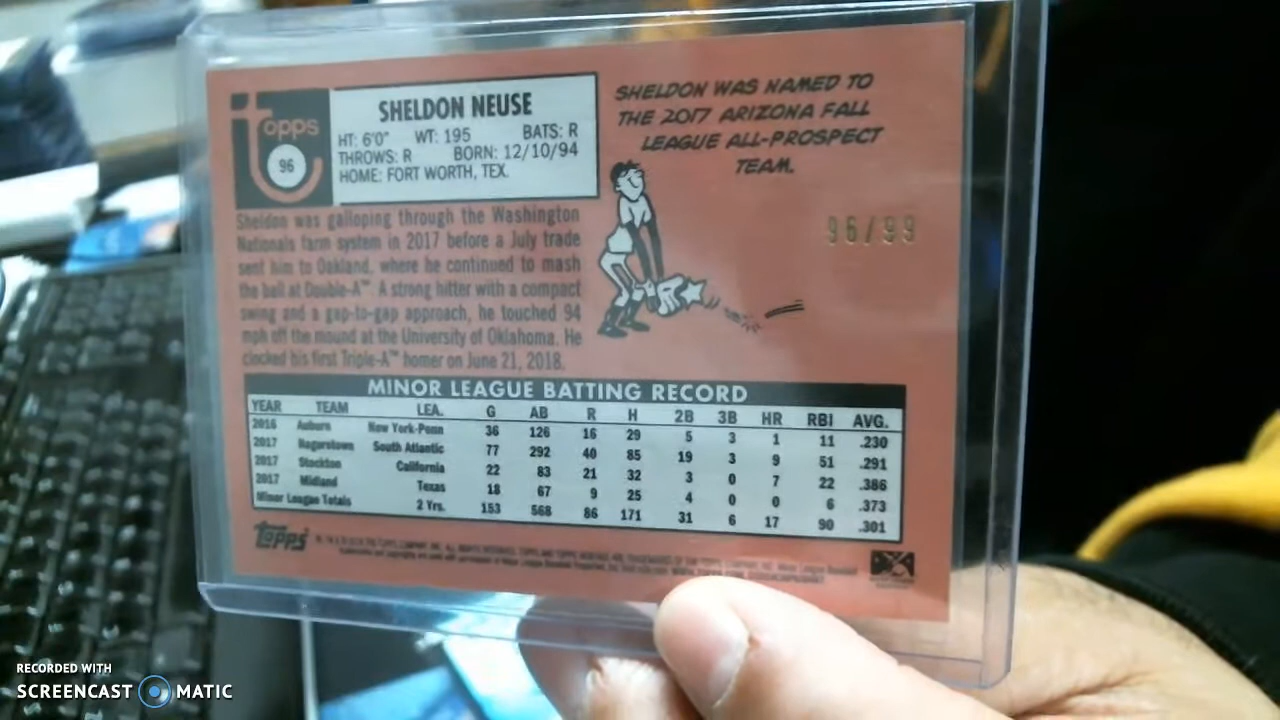 Topps
96
SHELDON NEUSE
HT: 6'0" WT: 195 BATS: R
THROWS: R BORN: 12/10/94
HOME: FORT WORTH, TEX.
SHELDON WAS NAMED TO
THE 2017 ARIZONA FALL
LEAGUE ALL-PROSPECT
TEAM.
96/99
Sheldon was galloping through the Washington
Nationals farm system in 2017 before a July trade
sent him to Oakland, where he continued to mash
the ball at Double-A™. A strong hitter with a compact
swing and a gap-to-gap approach, he touched 94
mph off the mound at the University of Oklahoma. He
clocked his first Triple-A™ homer on June 21, 2018.
MINOR LEAGUE BATTING RECORD
YEAR TEAM LEA. G AB R H 2B 3B HR RBI AVG.
2016 Auburn New York-Penn 36 126 16 29 5 3 1 11 .230
2017 Hagerstown South Atlantic 77 292 40 85 19 3 9 51 .291
2017 Stockton California 22 83 21 32 3 0 7 22 .386
2017 Midland Texas 18 67 9 25 4 0 0 6 .373
Minor League Totals 2 Yrs. 153 568 86 171 31 6 17 90 .301
Topps
RECORDED WITH
SCREENCAST MATIC